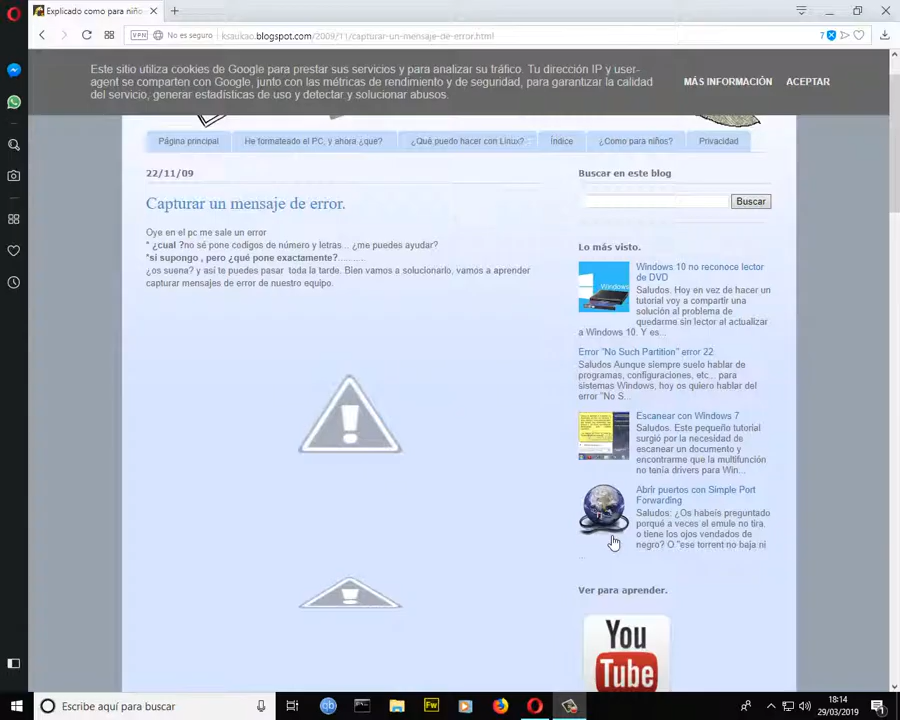 Explicado como para niño
VPN
No es seguro
ksaukao.blogspot.com/2009/11/capturar-un-mensaje-de-error.html
7
Este sitio utiliza cookies de Google para prestar sus servicios y para analizar su tráfico. Tu dirección IP y user-
agent se comparten con Google, junto con las métricas de rendimiento y de seguridad, para garantizar la calidad
del servicio, generar estadísticas de uso y detectar y solucionar abusos.
MÁS INFORMACIÓN
ACEPTAR
Página principal
He formateado el PC, y ahora ¿que?
¿Qué puedo hacer con Linux?
Índice
¿Como para niños?
Privacidad
22/11/09
Capturar un mensaje de error.
Oye en el pc me sale un error
* ¿cual ?no sé pone codigos de número y letras... ¿me puedes ayudar?
*si supongo , pero ¿qué pone exactamente?...........
¿os suena? y así te puedes pasar toda la tarde. Bien vamos a solucionarlo, vamos a aprender
capturar mensajes de error de nuestro equipo.
Buscar en este blog
Buscar
Lo más visto.
Windows 10 no reconoce lector
de DVD
Saludos. Hoy en vez de hacer un
tutorial voy a compartir una
solución al problema de
quedarme sin lector al actualizar
a Windows 10. Y es...
Windows
Error "No Such Partition" error 22.
Saludos Aunque siempre suelo hablar de
programas, configuraciones, etc... para
sistemas Windows, hoy os quiero hablar del
error "No S...
Escanear con Windows 7
Saludos. Este pequeño tutorial
surgió por la necesidad de
escanear un documento y
encontrarme que la multifunción
no tenía drivers para Win...
Abrir puertos con Simple Port
Forwarding
Saludos: ¿Os habéis preguntado
porqué a veces el emule no tira,
o tiene los ojos vendados de
negro? O "ese torrent no baja ni
...
Ver para aprender.
You
Tube
Escribe aquí para buscar
qb
Fw
18:14
29/03/2019
1